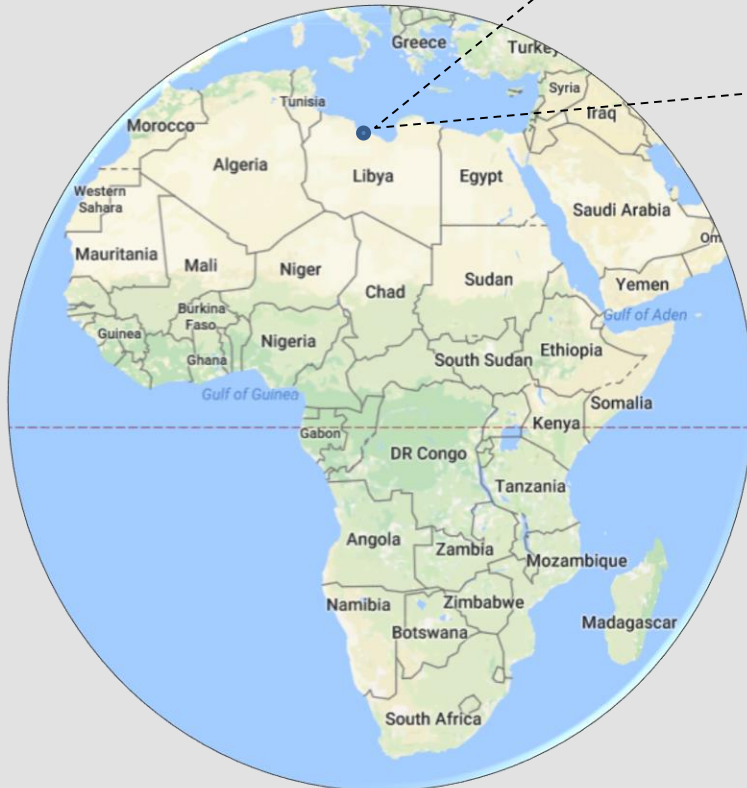 Greece
Turkey
Syria
Tunisia
Iraq
Morocco
Algeria
Libya
Egypt
Western
Sahara
Saudi Arabia
Om
Mauritania
Mali
Niger
Chad
Sudan
Yemen
Burkina
Faso
Gulf of Aden
Guinea
Nigeria
Ethiopia
Ghana
South Sudan
Gulf of Guinea
Somalia
Kenya
Gabon
DR Congo
Tanzania
Angola
Zambia
Mozambique
Namibia
Zimbabwe
Botswana
Madagascar
South Africa